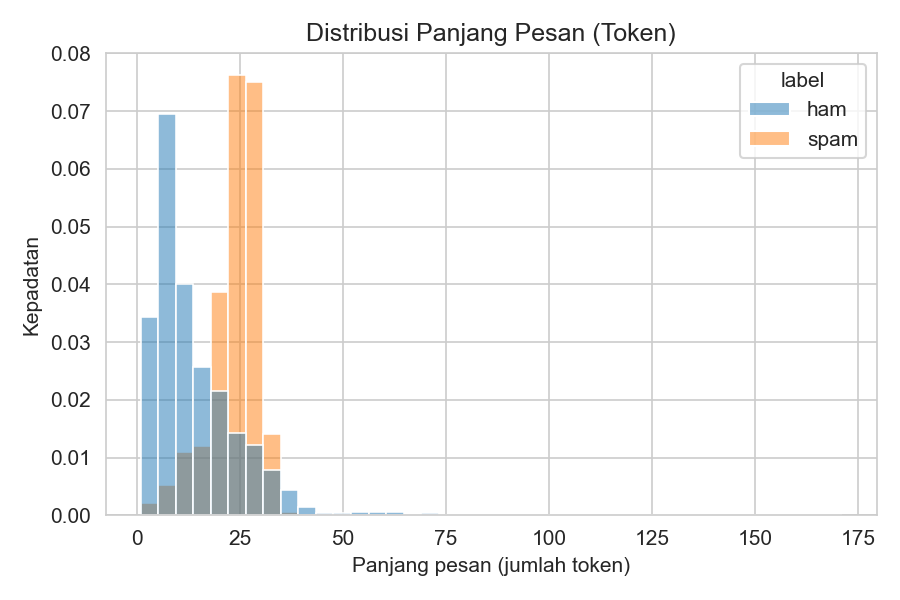 Distribusi Panjang Pesan (Token)
label
ham
spam
Kepadatan
0.08
0.07
0.06
0.05
0.04
0.03
0.02
0.01
0.00
0 25 50 75 100 125 150 175
Panjang pesan (jumlah token)